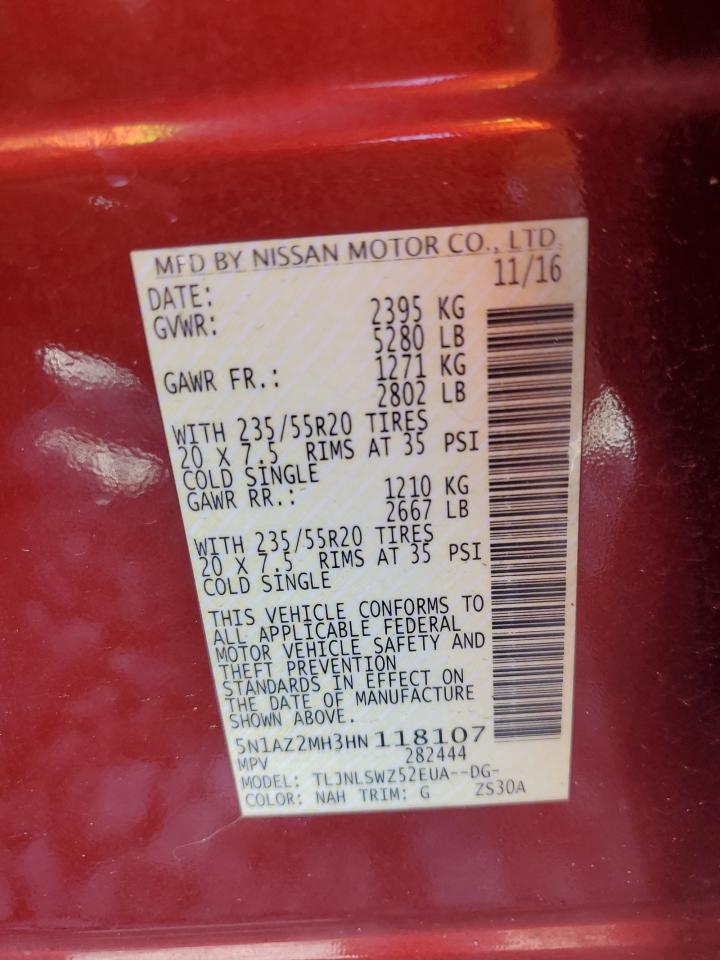 MFD BY NISSAN MOTOR CO., LTD.
DATE: 11/16
GVWR: 2395 KG
5280 LB
GAWR FR.: 1271 KG
2802 LB
WITH 235/55R20 TIRES
20 X 7.5 RIMS AT 35 PSI
COLD SINGLE
GAWR RR.: 1210 KG
2667 LB
WITH 235/55R20 TIRES
20 X 7.5 RIMS AT 35 PSI
COLD SINGLE
THIS VEHICLE CONFORMS TO
ALL APPLICABLE FEDERAL
MOTOR VEHICLE SAFETY AND
THEFT PREVENTION
STANDARDS IN EFFECT ON
THE DATE OF MANUFACTURE
SHOWN ABOVE.
5N1AZ2MH3HN118107
MPV 282444
MODEL: TLJNLSWZ52EUA--DG-
COLOR: NAH TRIM: G ZS30A